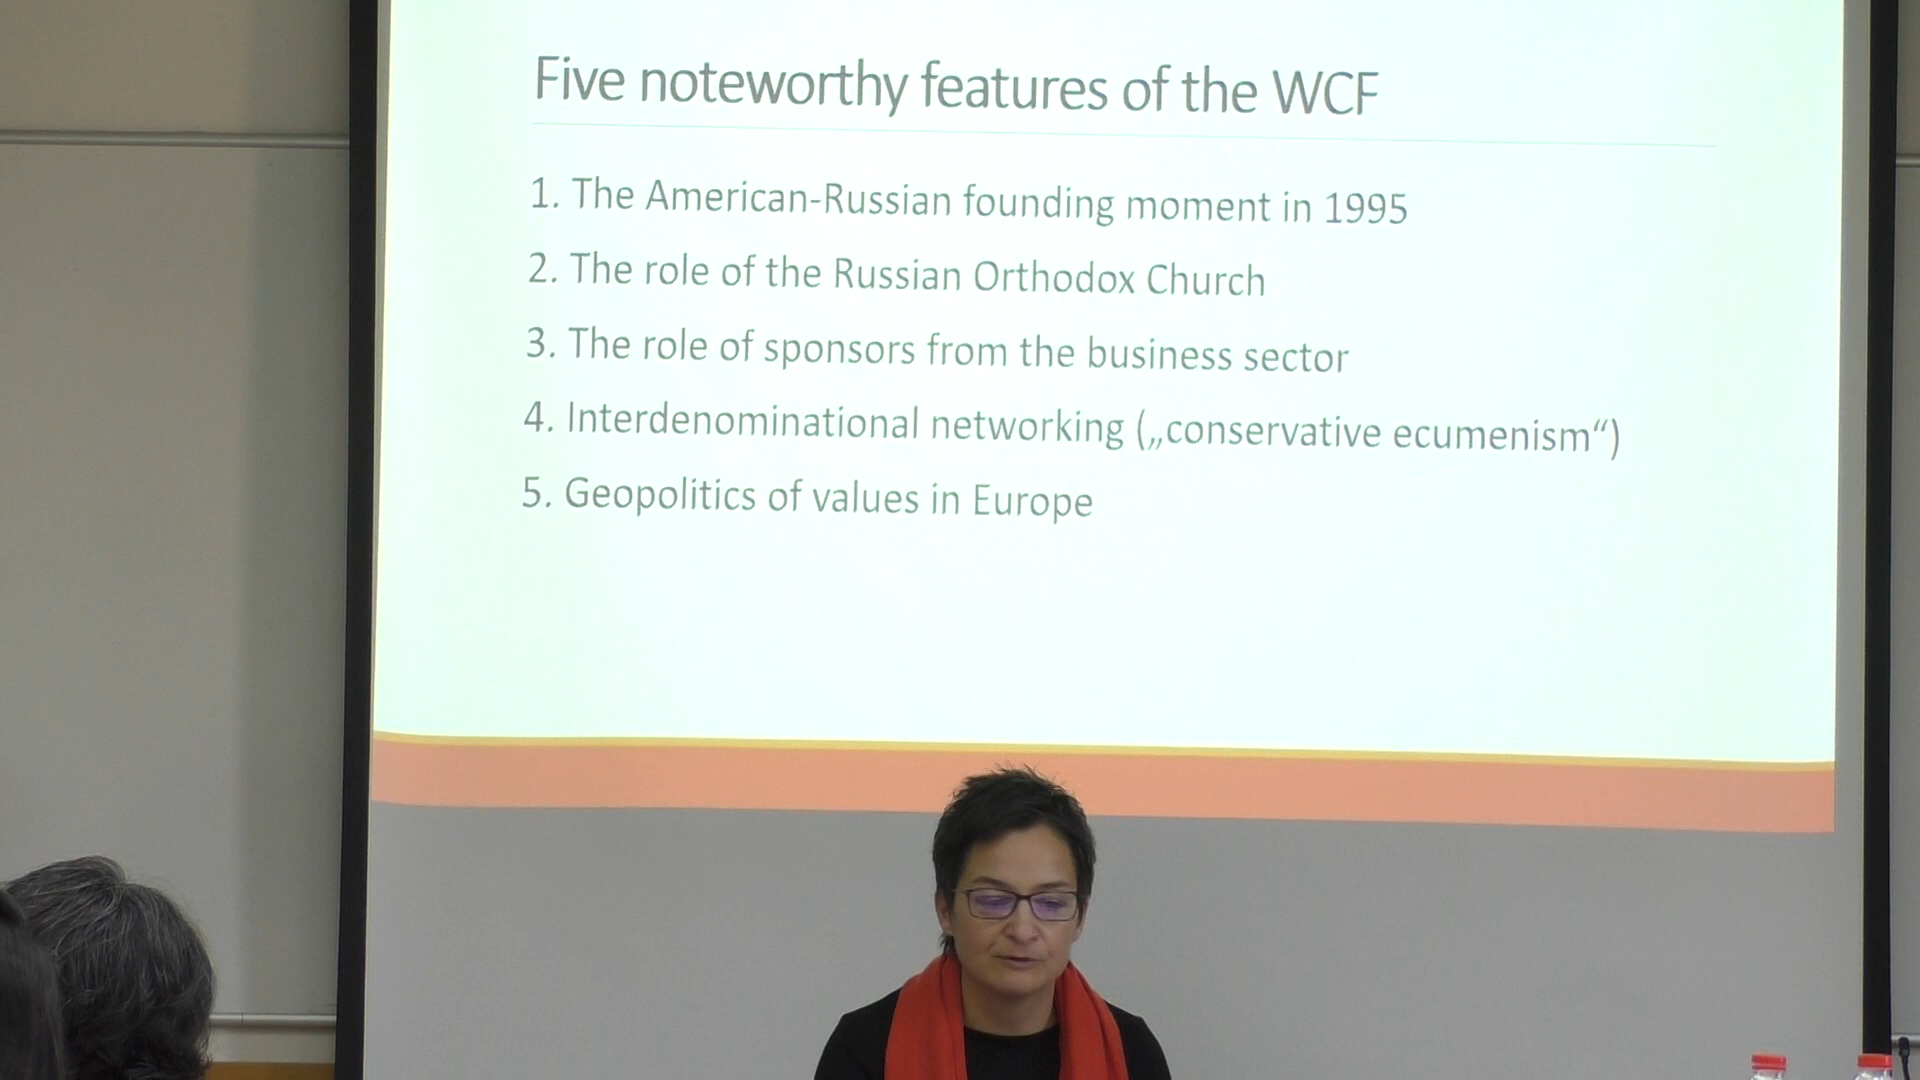 Five noteworthy features of the WCF
1. The American-Russian founding moment in 1995
2. The role of the Russian Orthodox Church
3. The role of sponsors from the business sector
4. Interdenominational networking („conservative ecumenism“)
5. Geopolitics of values in Europe